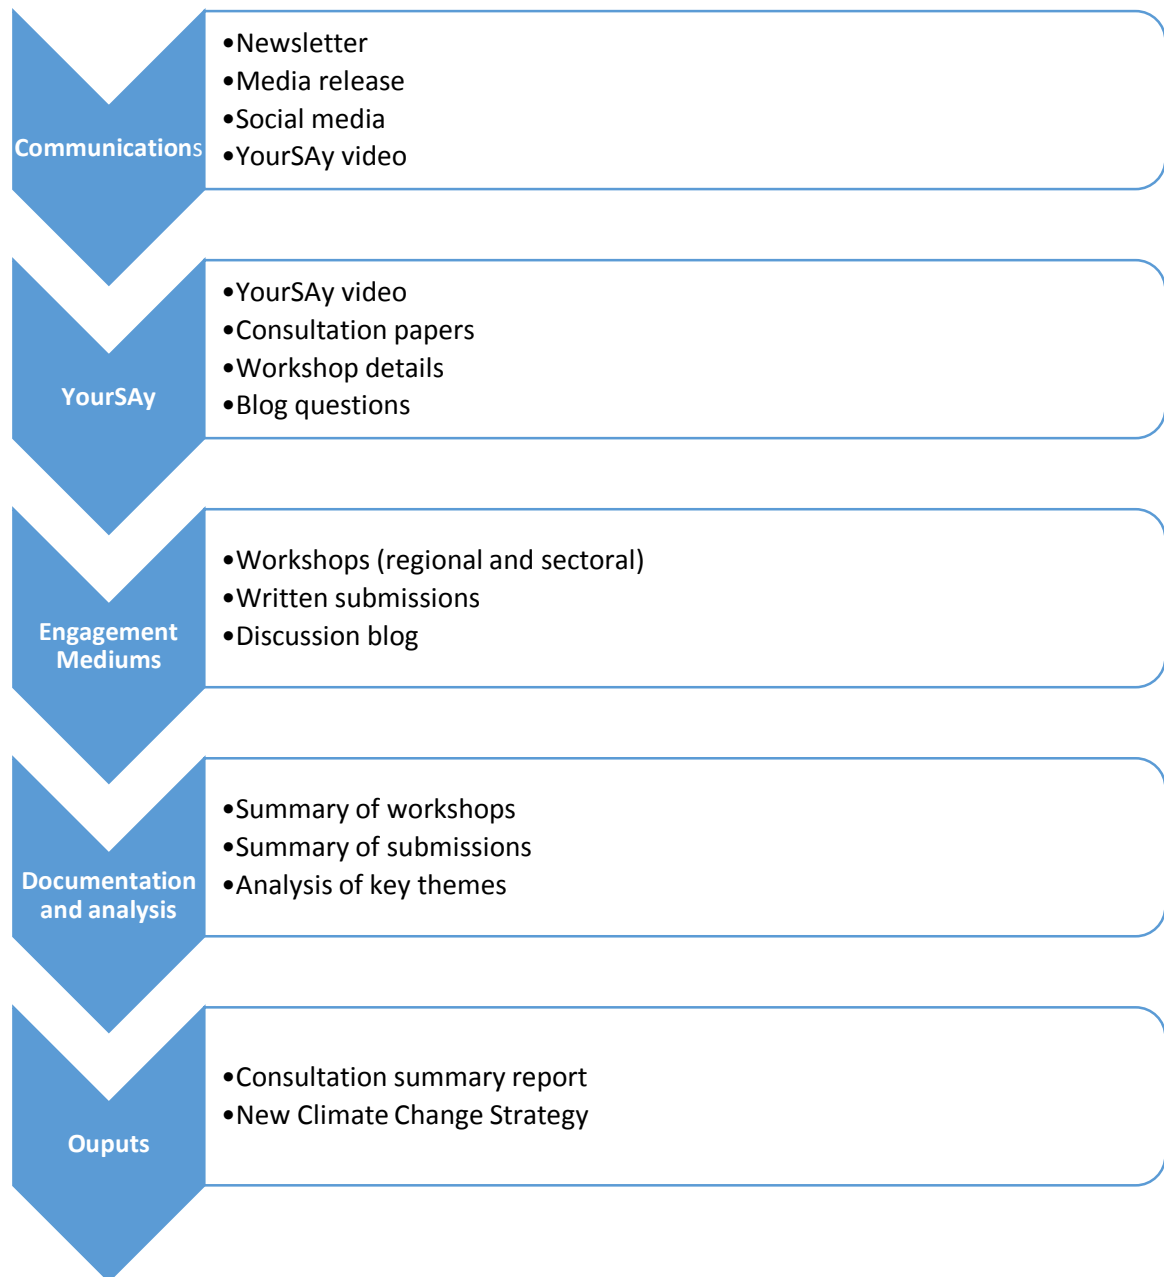 Communications
•Newsletter
•Media release
•Social media
•YourSAy video
YourSAy
•YourSAy video
•Consultation papers
•Workshop details
•Blog questions
Engagement
Mediums
•Workshops (regional and sectoral)
•Written submissions
•Discussion blog
Documentation
and analysis
•Summary of workshops
•Summary of submissions
•Analysis of key themes
Ouputs
•Consultation summary report
•New Climate Change Strategy